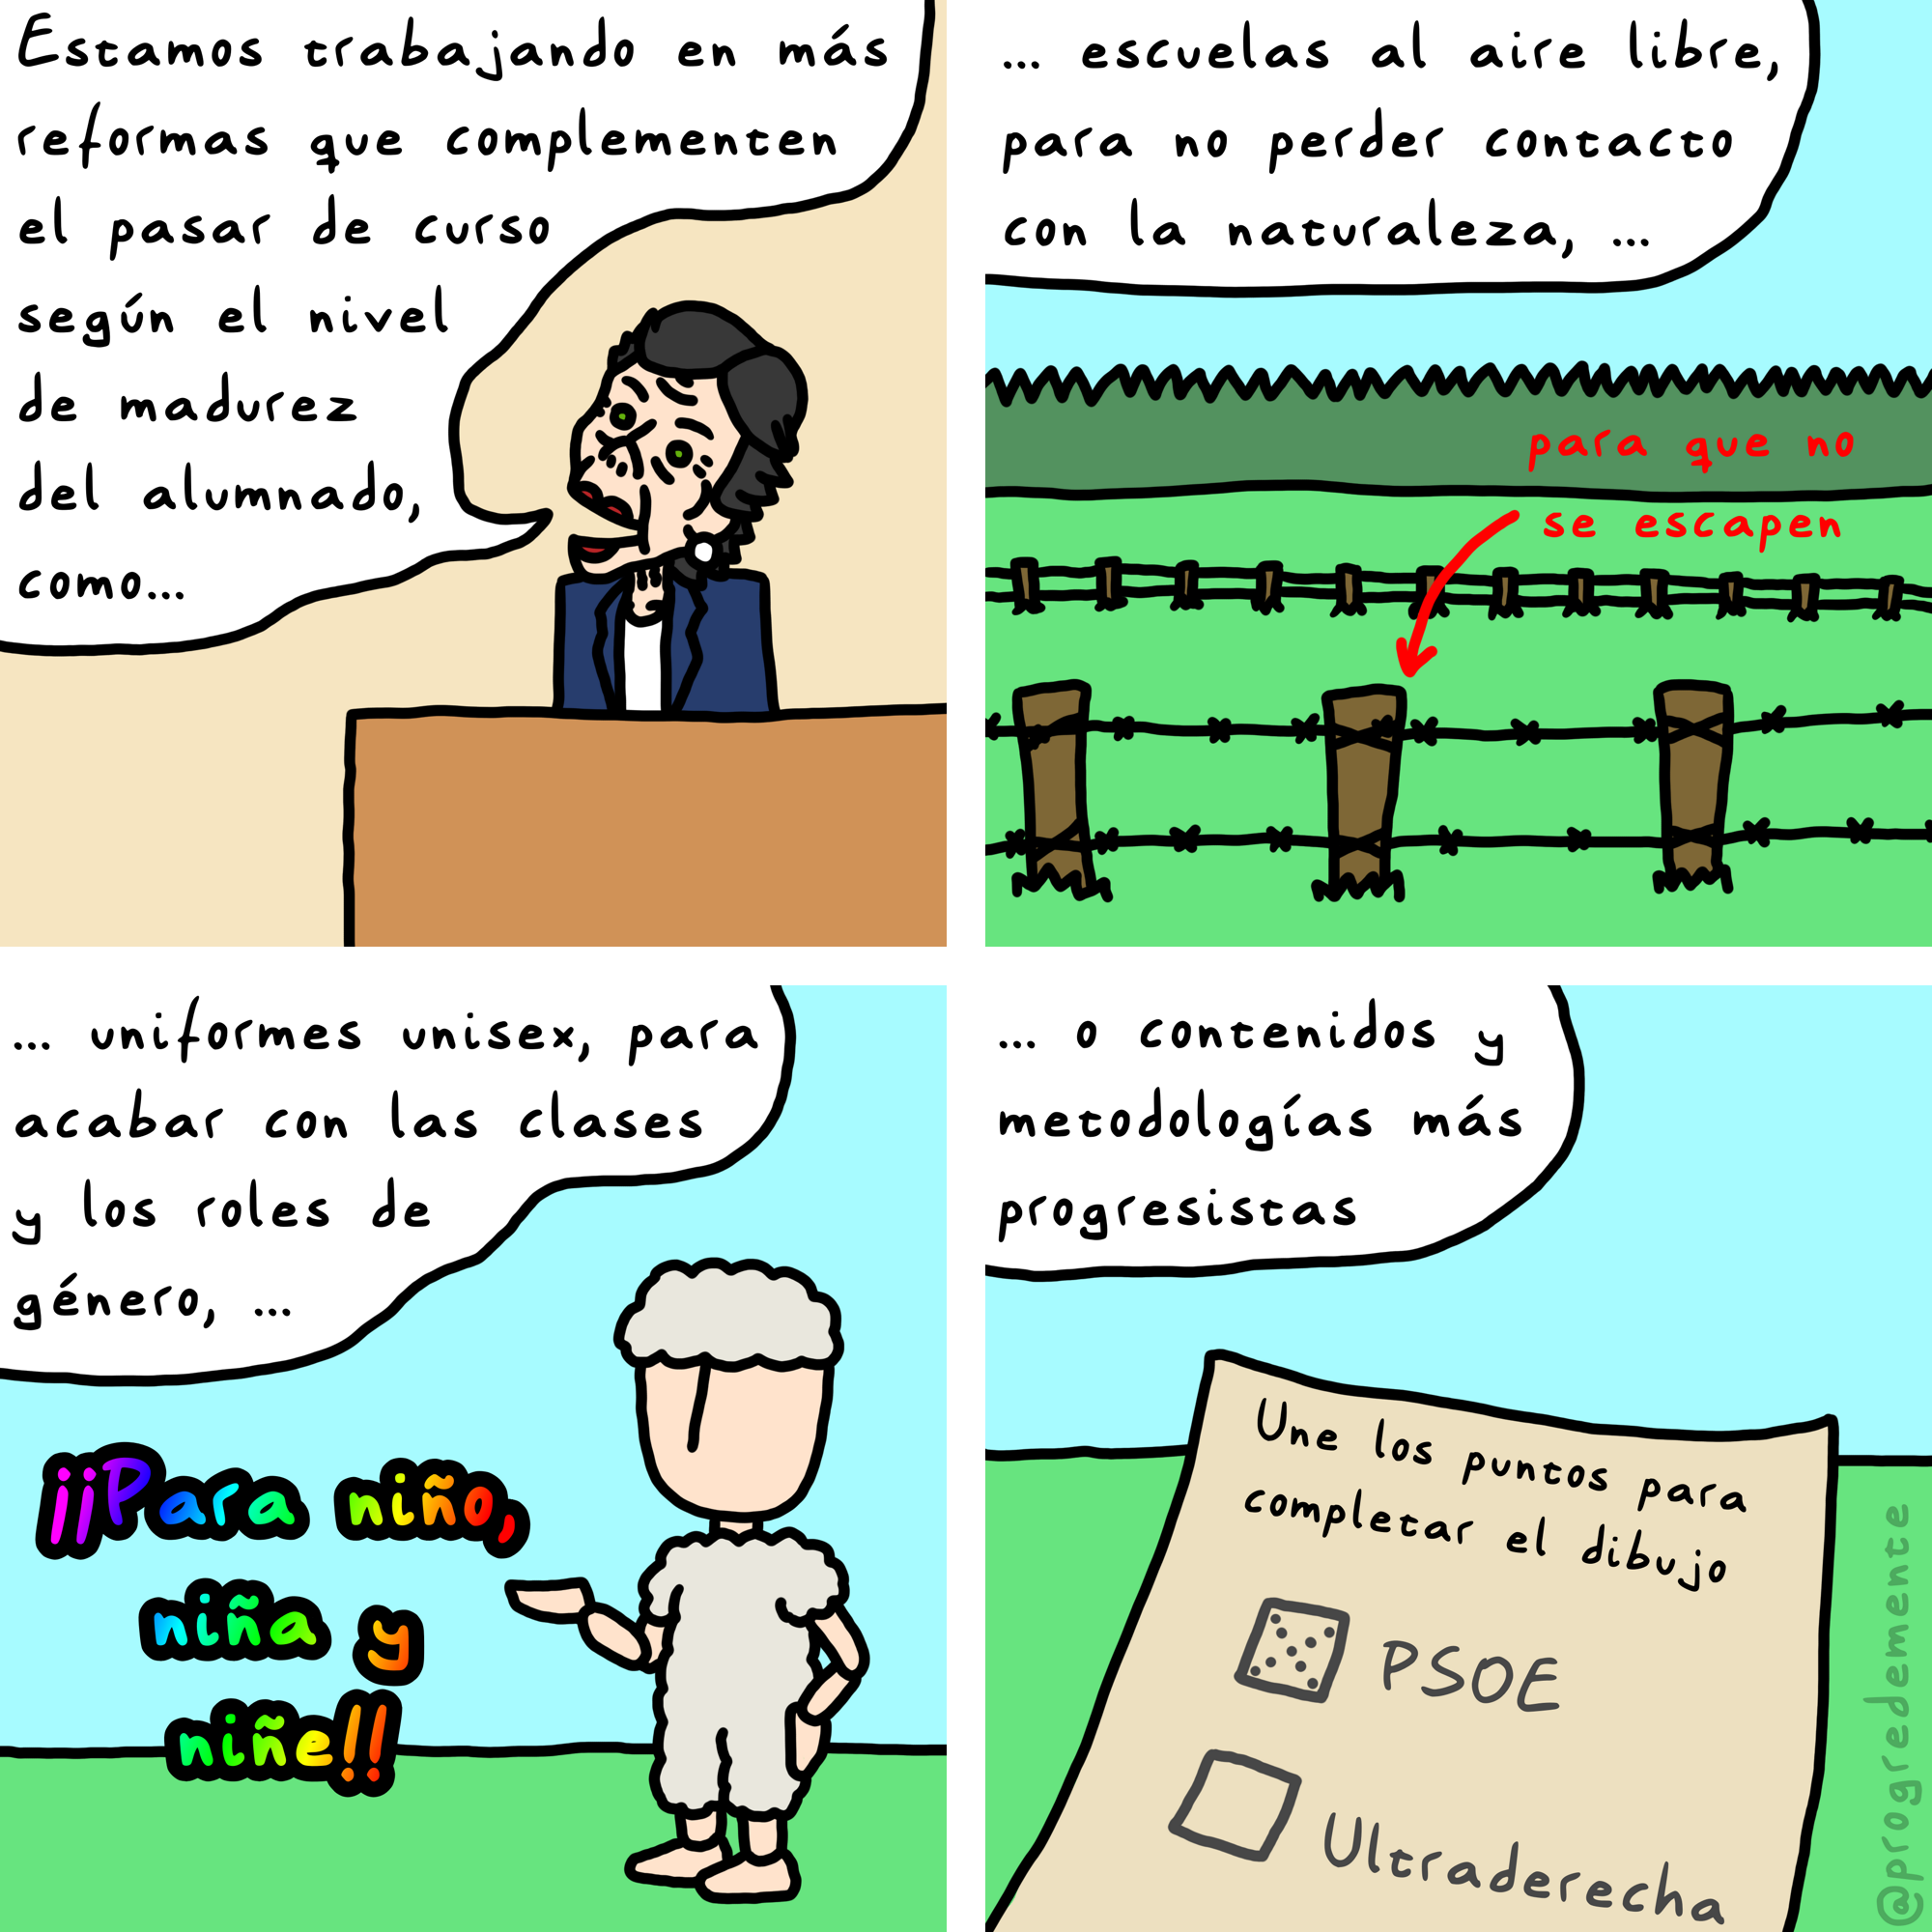 Estamos trabajando en más
reformas que complementen
el pasar de curso
según el nivel
de madurez
del alumnado,
como...
... escuelas al aire libre,
para no perder contacto
con la naturaleza, ...
para que no
se escapen
... uniformes unisex, para
acabar con las clases
y los roles de
género, ...
¡¡Para niño,
niña y
niñe!!
... o contenidos y
metodologías más
progresistas
Une los puntos para
completar el dibujo
PSOE
Ultraderecha
@progredemente